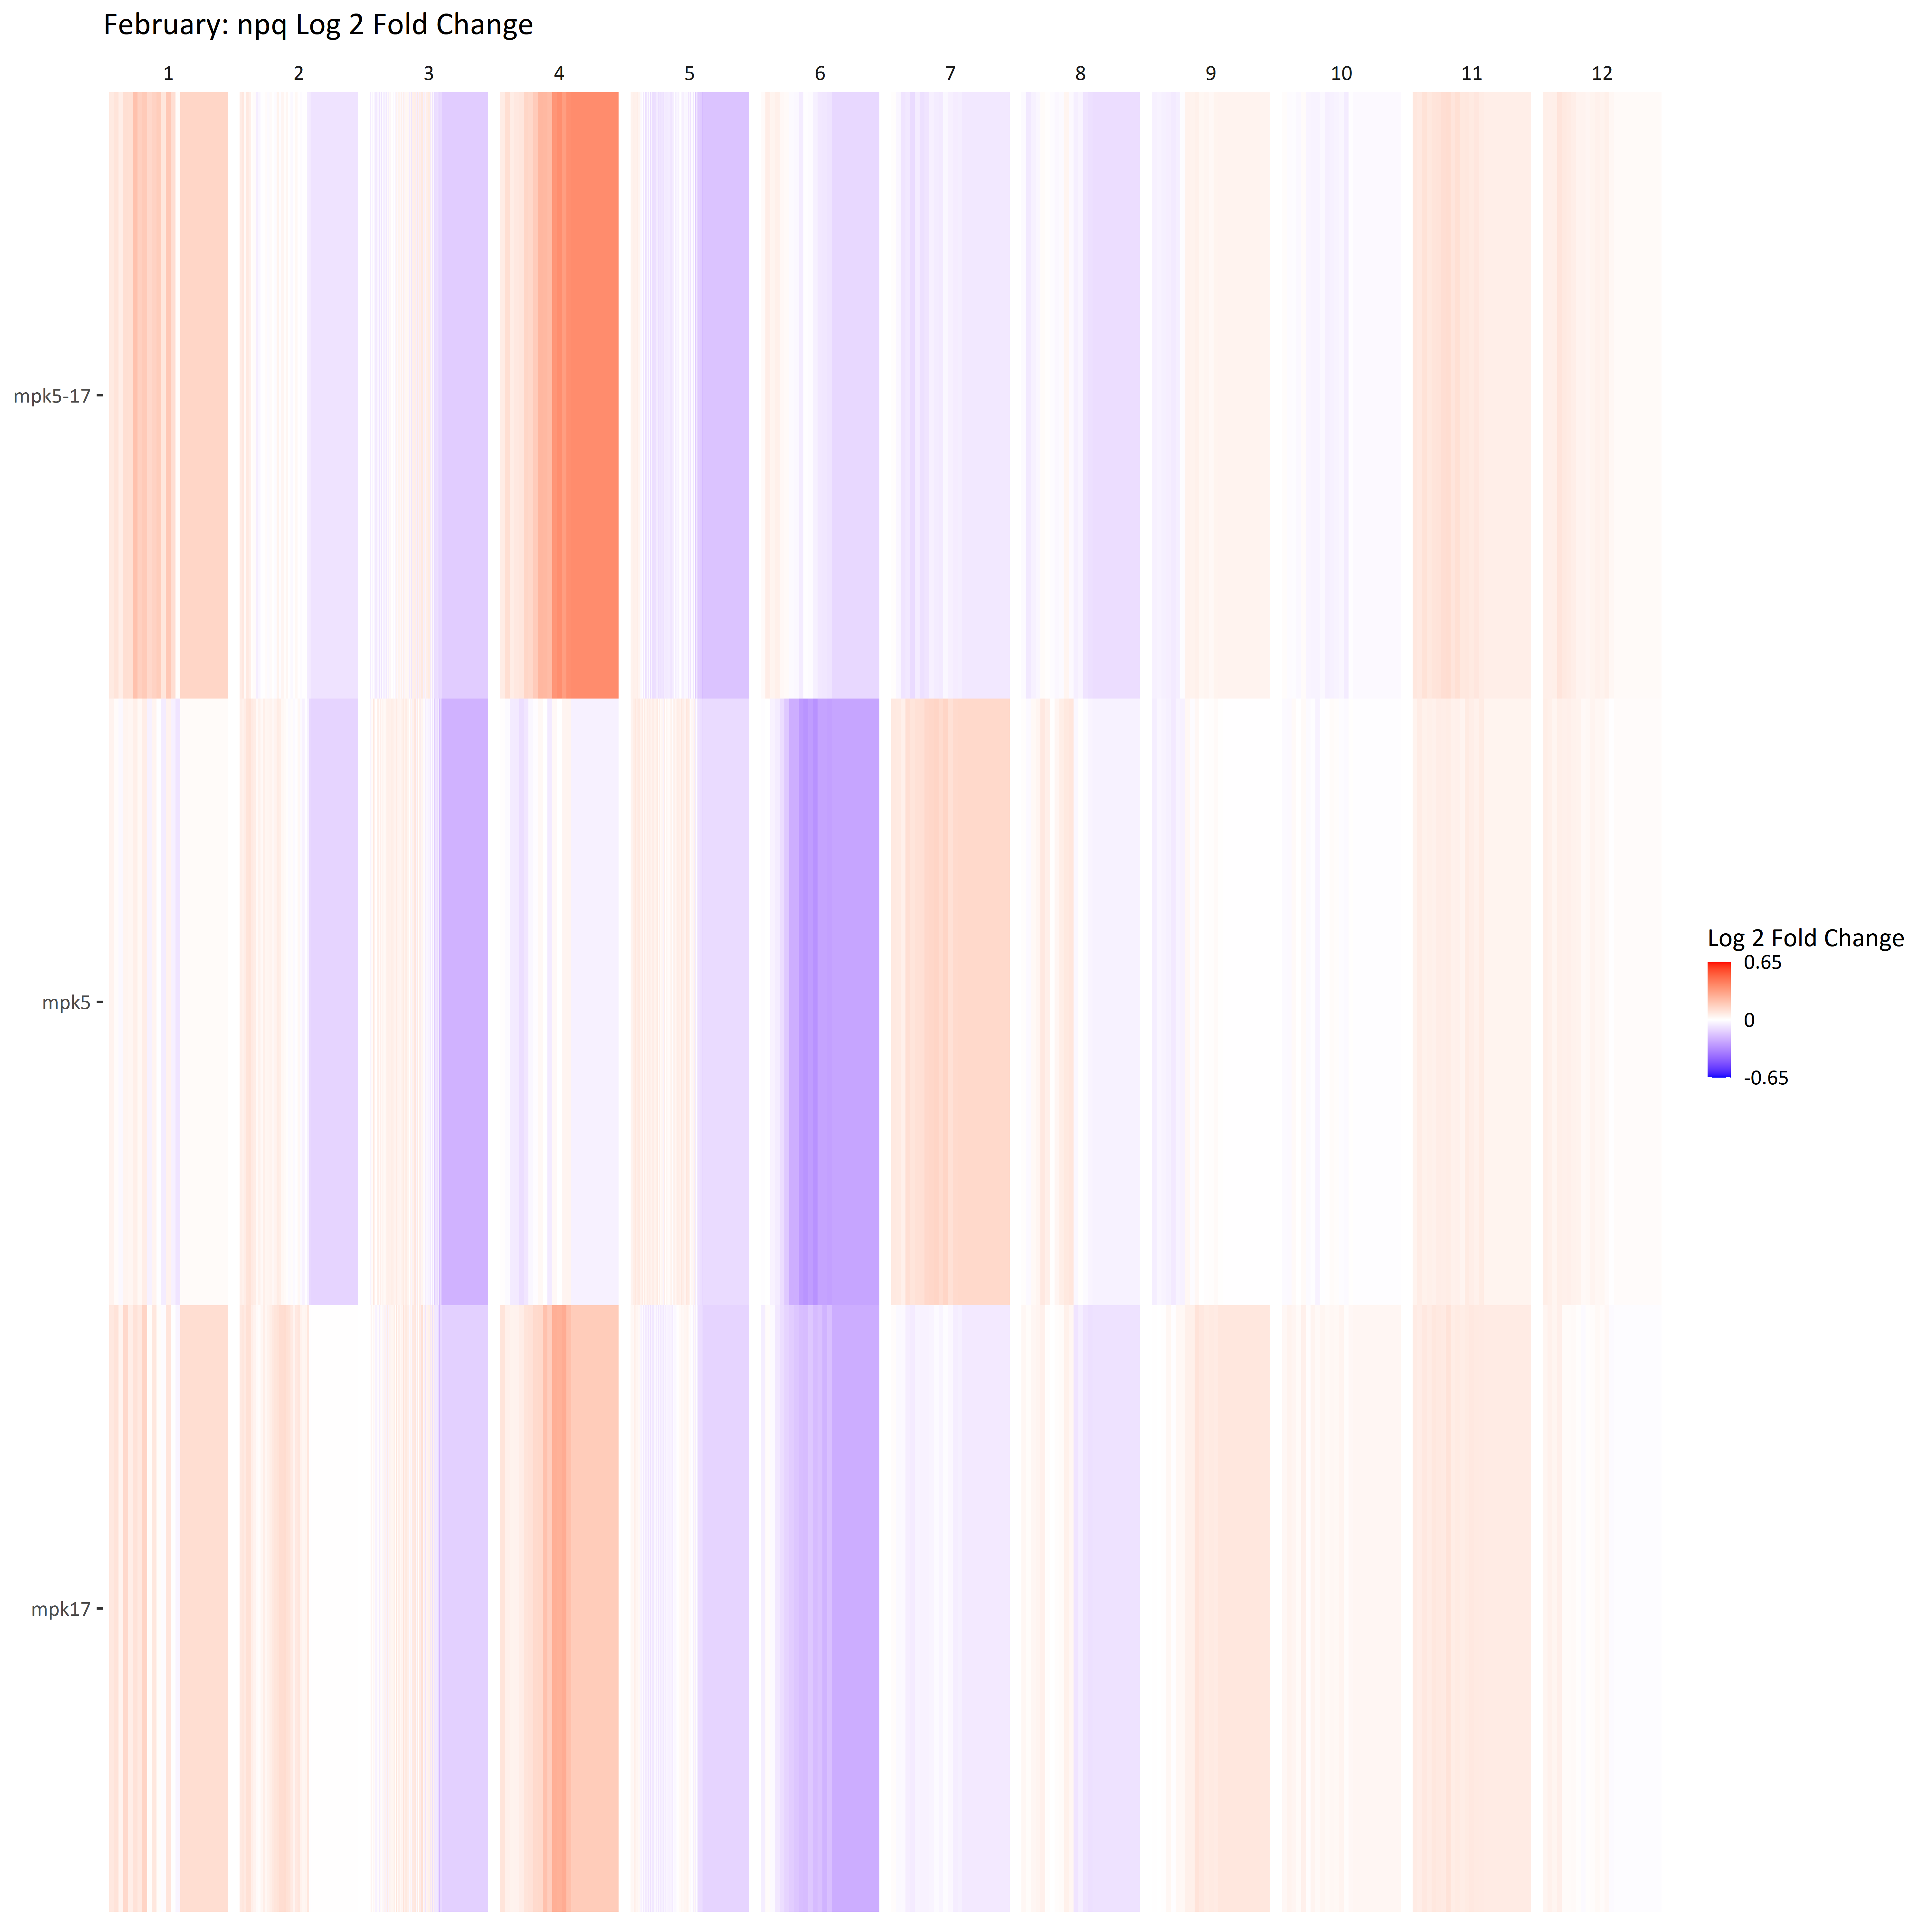 February: npq Log 2 Fold Change
1 2 3 4 5 6 7 8 9 10 11 12
mpk5-17
mpk5
mpk17
Log 2 Fold Change
0.65
0
-0.65